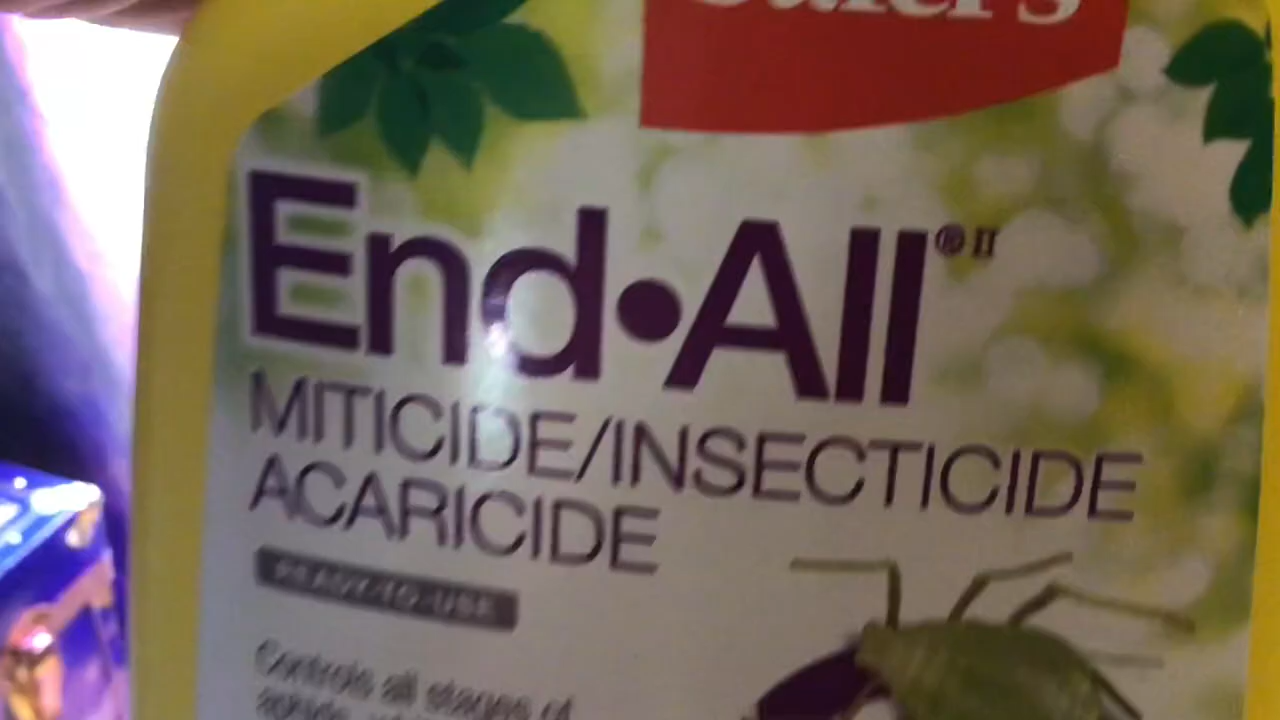 End•All® II
MITICIDE/INSECTICIDE
ACARICIDE
READY-TO-USE
Controls all stages of